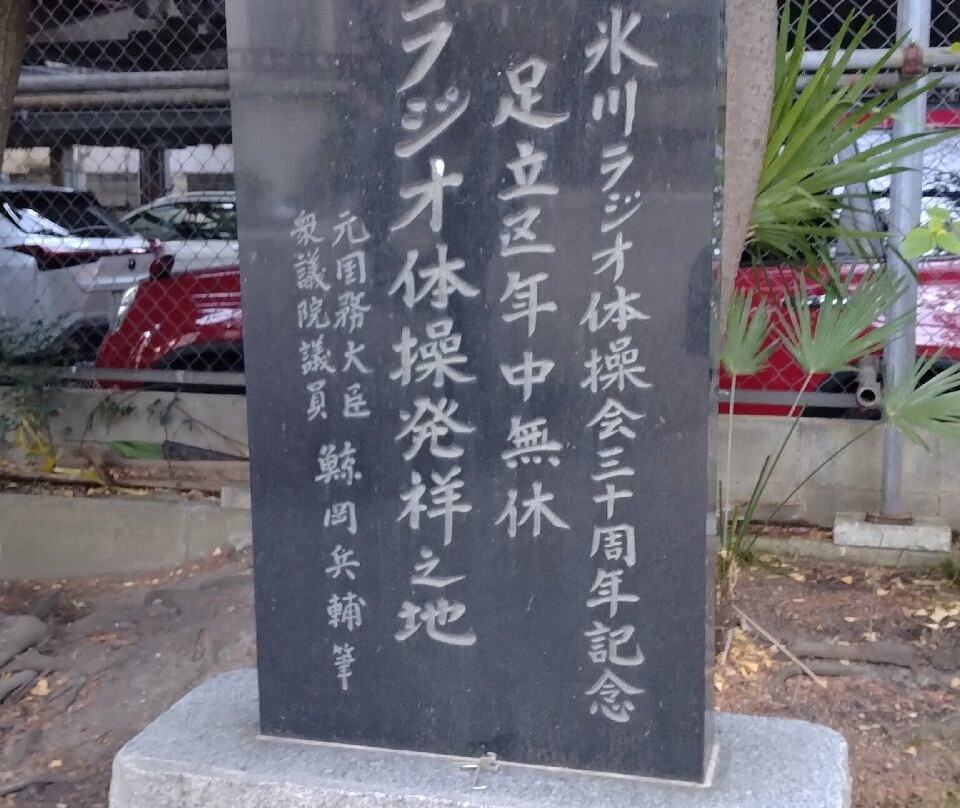 氷川ラジオ体操会三十周年記念
足立区年中無休
ラジオ体操発祥之地
元国務大臣
衆議院議員
鯨岡兵輔筆